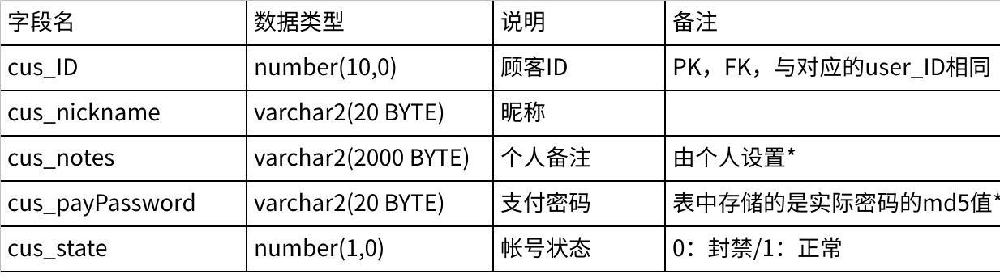 字段名 数据类型 说明 备注
cus_ID number(10,0) 顾客ID PK，FK，与对应的user_ID相同
cus_nickname varchar2(20 BYTE) 昵称
cus_notes varchar2(2000 BYTE) 个人备注 由个人设置*
cus_payPassword varchar2(20 BYTE) 支付密码 表中存储的是实际密码的md5值*
cus_state number(1,0) 帐号状态 0：封禁/1：正常